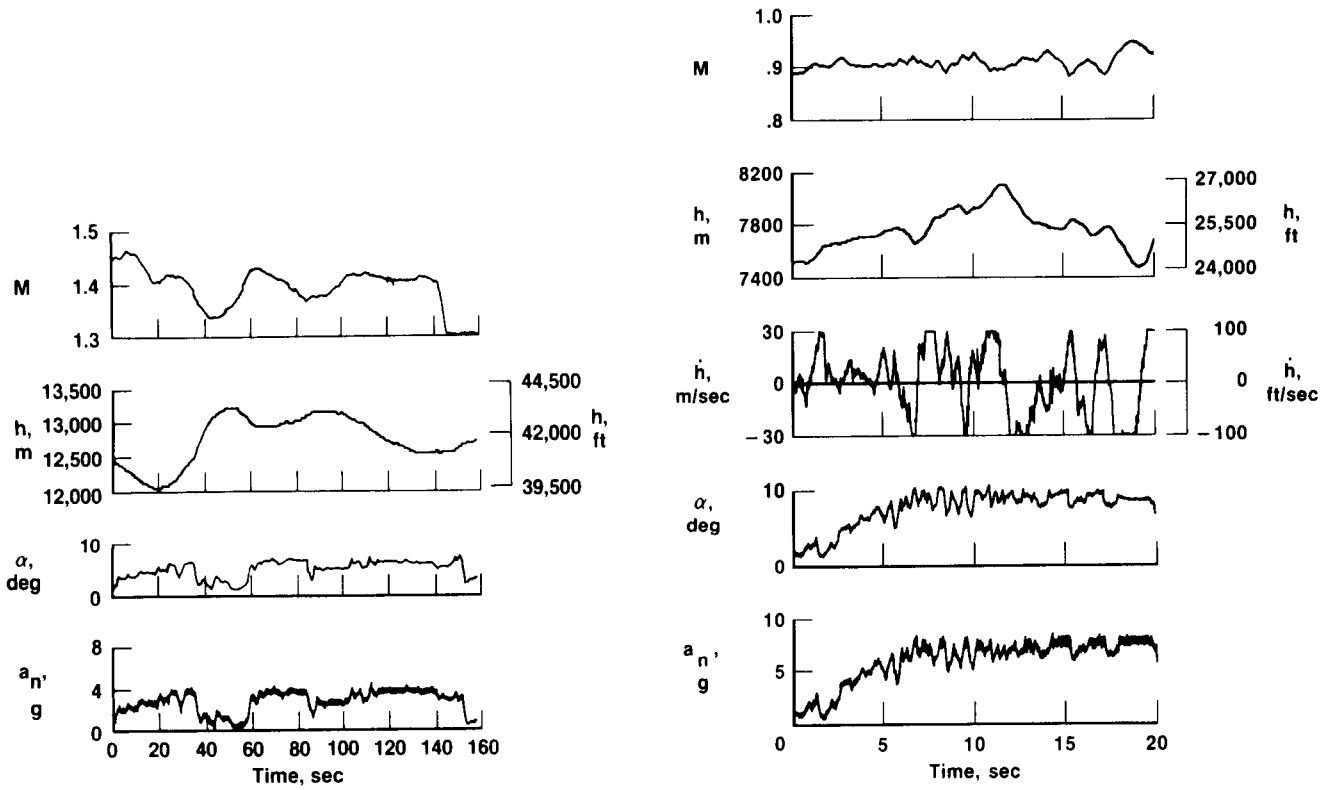 1.5
M
1.4
1.3
13,500
h,
m
13,000
12,500
12,000
44,500
42,000
39,500
h,
ft
10
α,
deg
0
8
an,
g
4
0
0 20 40 60 80 100 120 140 160
Time, sec
1.0
M
.9
.8
8200
h,
m
7800
7400
27,000
25,500
24,000
h,
ft
30
ḣ,
m/sec
0
−30
100
0
−100
ḣ,
ft/sec
10
α,
deg
0
10
an,
g
5
0 5 10 15 20
Time, sec